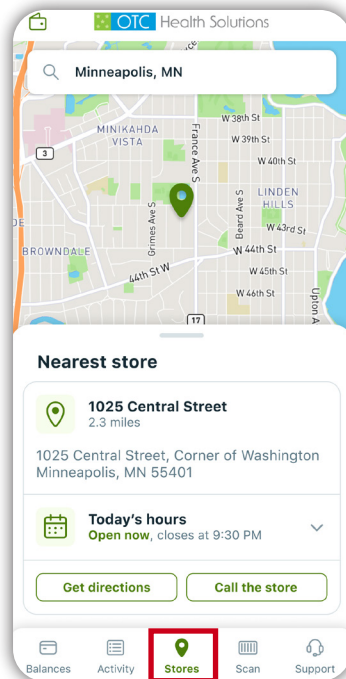 OTC Health Solutions
Minneapolis, MN
W 38th St
MINIKAHDA
VISTA
France Ave S
W 39th St
3
W 40th St
Grimes Ave S
Beard Ave S
LINDEN
HILLS
W 43rd St
DE
BROWNDALE
W 44th St
44th St W
W 45th St
W 46th St
Upton A
17
Nearest store
1025 Central Street
2.3 miles
1025 Central Street, Corner of Washington
Minneapolis, MN 55401
Today's hours
Open now, closes at 9:30 PM
Get directions
Call the store
Balances
Activity
Stores
Scan
Support